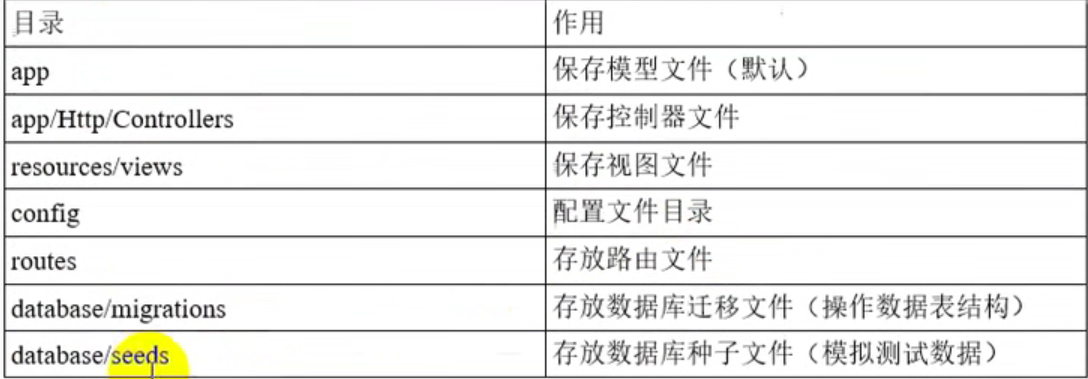 目录 作用
app 保存模型文件（默认）
app/Http/Controllers 保存控制器文件
resources/views 保存视图文件
config 配置文件目录
routes 存放路由文件
database/migrations 存放数据库迁移文件（操作数据表结构）
database/seeds 存放数据库种子文件（模拟测试数据）